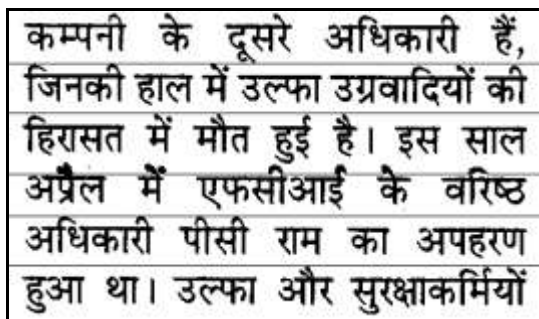 कम्पनी के दूसरे अधिकारी हैं,
जिनकी हाल में उल्फा उग्रवादियों की
हिरासत में मौत हुई है। इस साल
अप्रैल में एफसीआई के वरिष्ठ
अधिकारी पीसी राम का अपहरण
हुआ था। उल्फा और सुरक्षाकर्मियों